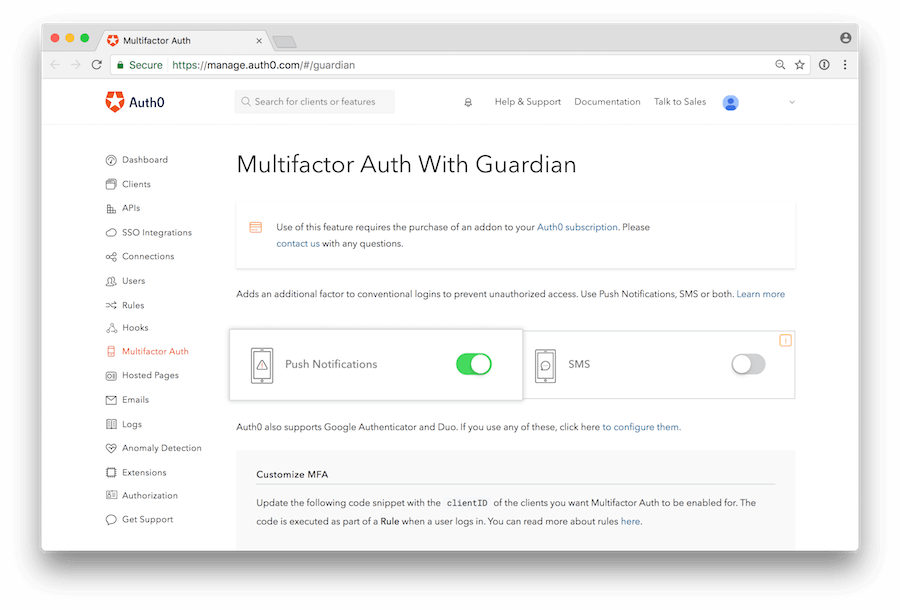 Multifactor Auth
Secure https://manage.auth0.com/#/guardian
Auth0
Search for clients or features
Help & Support
Documentation
Talk to Sales
Dashboard
Clients
APIs
SSO Integrations
Connections
Users
Rules
Hooks
Multifactor Auth
Hosted Pages
Emails
Logs
Anomaly Detection
Extensions
Authorization
Get Support
Multifactor Auth With Guardian
Use of this feature requires the purchase of an addon to your Auth0 subscription. Please
contact us with any questions.
Adds an additional factor to conventional logins to prevent unauthorized access. Use Push Notifications, SMS or both. Learn more
Push Notifications
SMS
Auth0 also supports Google Authenticator and Duo. If you use any of these, click here to configure them.
Customize MFA
Update the following code snippet with the clientID of the clients you want Multifactor Auth to be enabled for. The
code is executed as part of a Rule when a user logs in. You can read more about rules here.